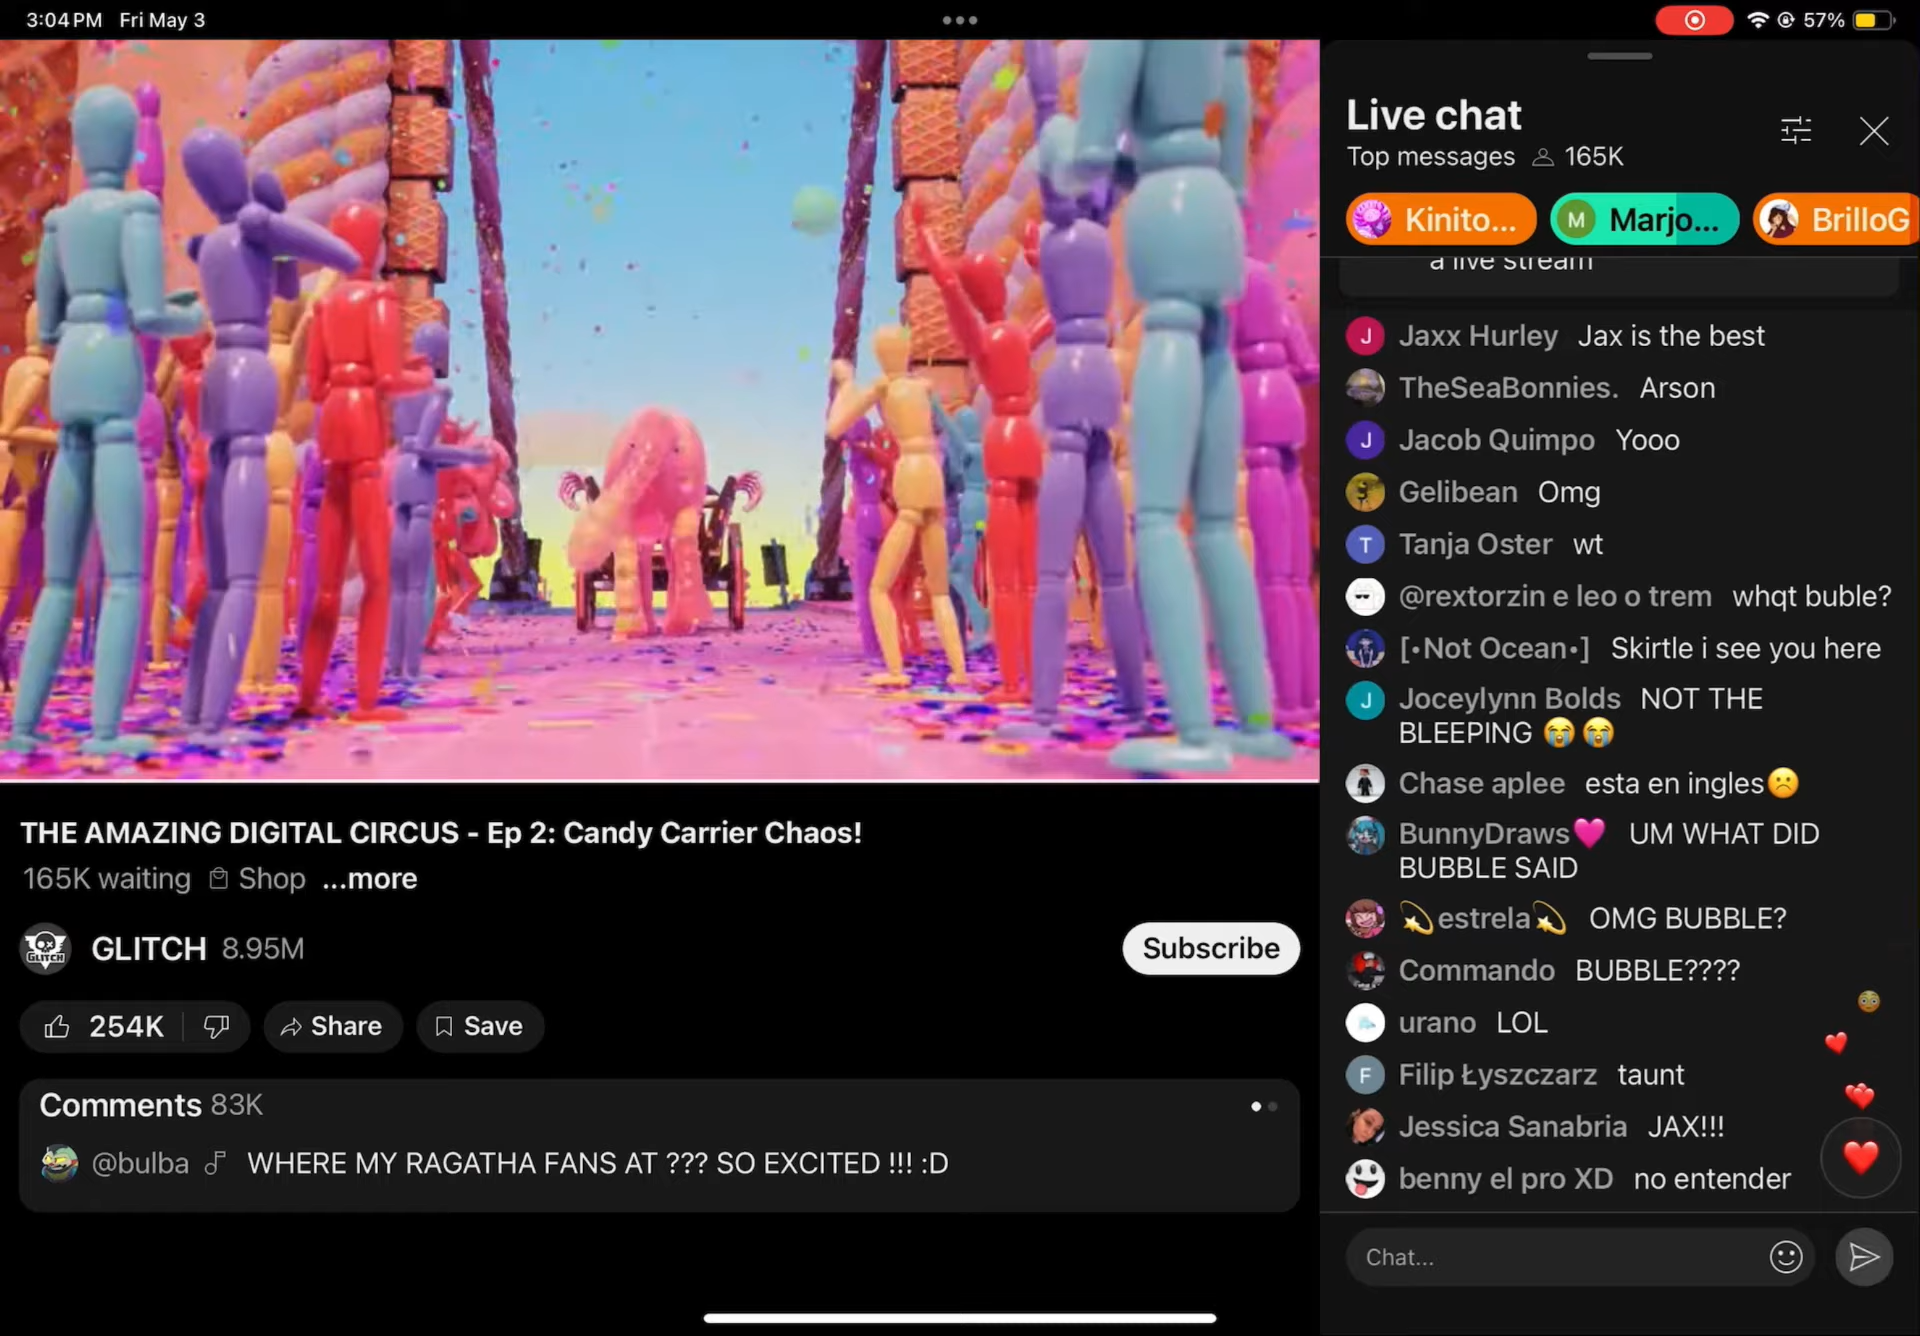 3:04 PM Fri May 3
57%
Live chat
Top messages 165K
Kinito...
M Marjo...
BrilloG
a live stream
J Jaxx Hurley Jax is the best
TheSeaBonnies. Arson
J Jacob Quimpo Yooo
Gelibean Omg
T Tanja Oster wt
@rextorzin e leo o trem whqt buble?
[•Not Ocean•] Skirtle i see you here
J Joceylynn Bolds NOT THE
BLEEPING 😭😭
Chase aplee esta en ingles☹️
BunnyDraws💗 UM WHAT DID
BUBBLE SAID
💫estrela💫 OMG BUBBLE?
Commando BUBBLE????
urano LOL
F Filip Łyszczarz taunt
Jessica Sanabria JAX!!!
benny el pro XD no entender
Chat...
THE AMAZING DIGITAL CIRCUS - Ep 2: Candy Carrier Chaos!
165K waiting Shop ...more
GLITCH
GLITCH 8.95M
Subscribe
254K Share Save
Comments 83K
@bulba WHERE MY RAGATHA FANS AT ??? SO EXCITED !!! :D